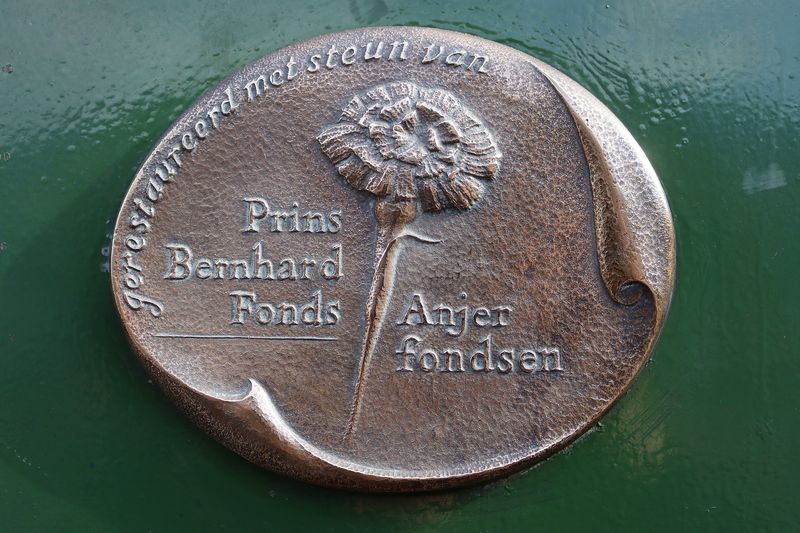 gerestaureerd met steun van
Prins
Bernhard
Fonds
Anjer
fondsen